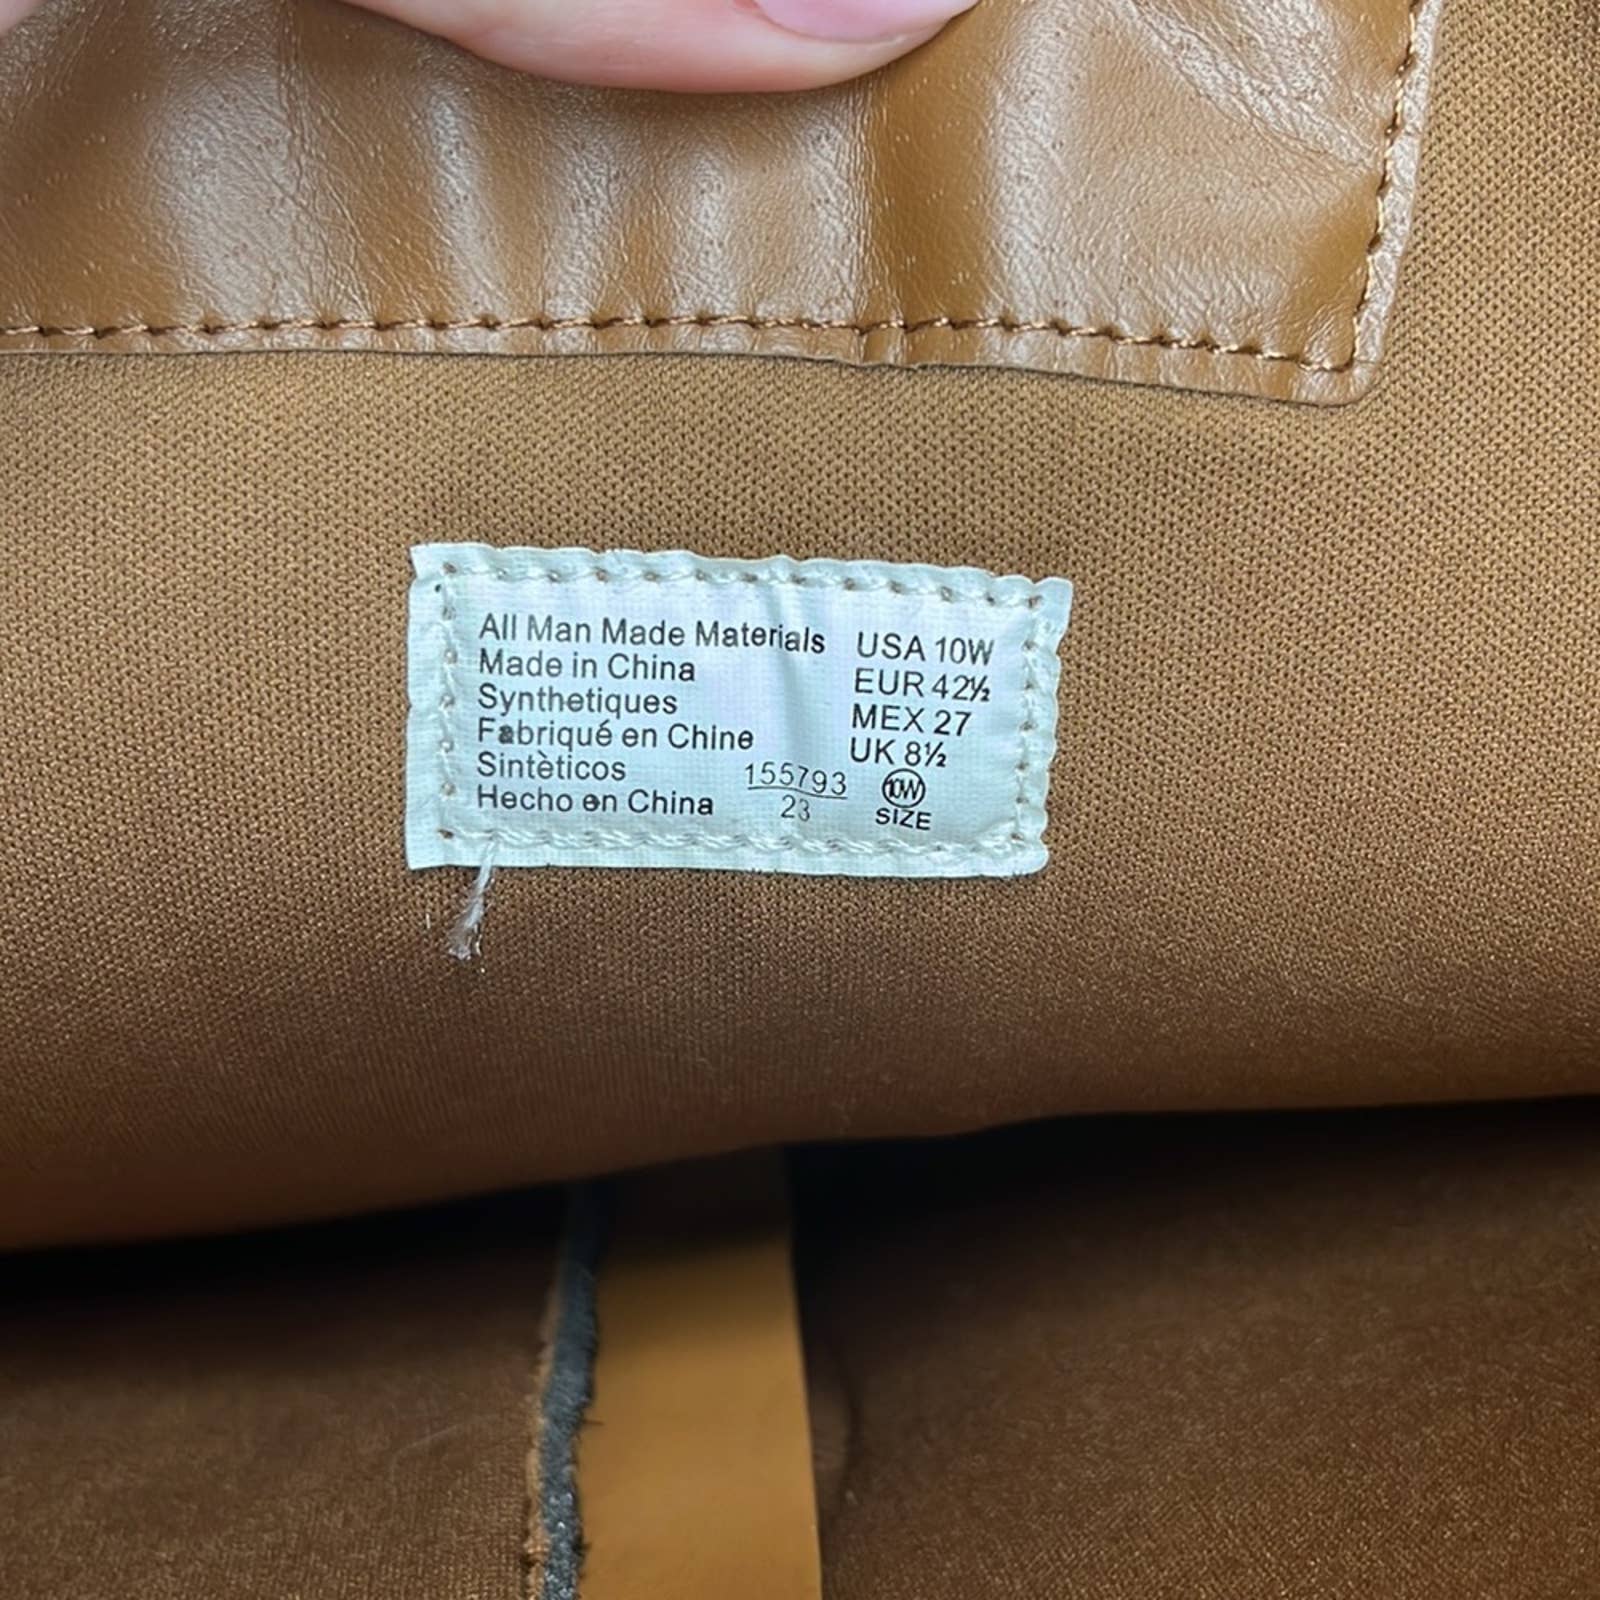 All Man Made Materials
Made in China
Synthetiques
Fabriqué en Chine
Sintèticos
Hecho en China
155793
23
USA 10W
EUR 42½
MEX 27
UK 8½
10W
SIZE